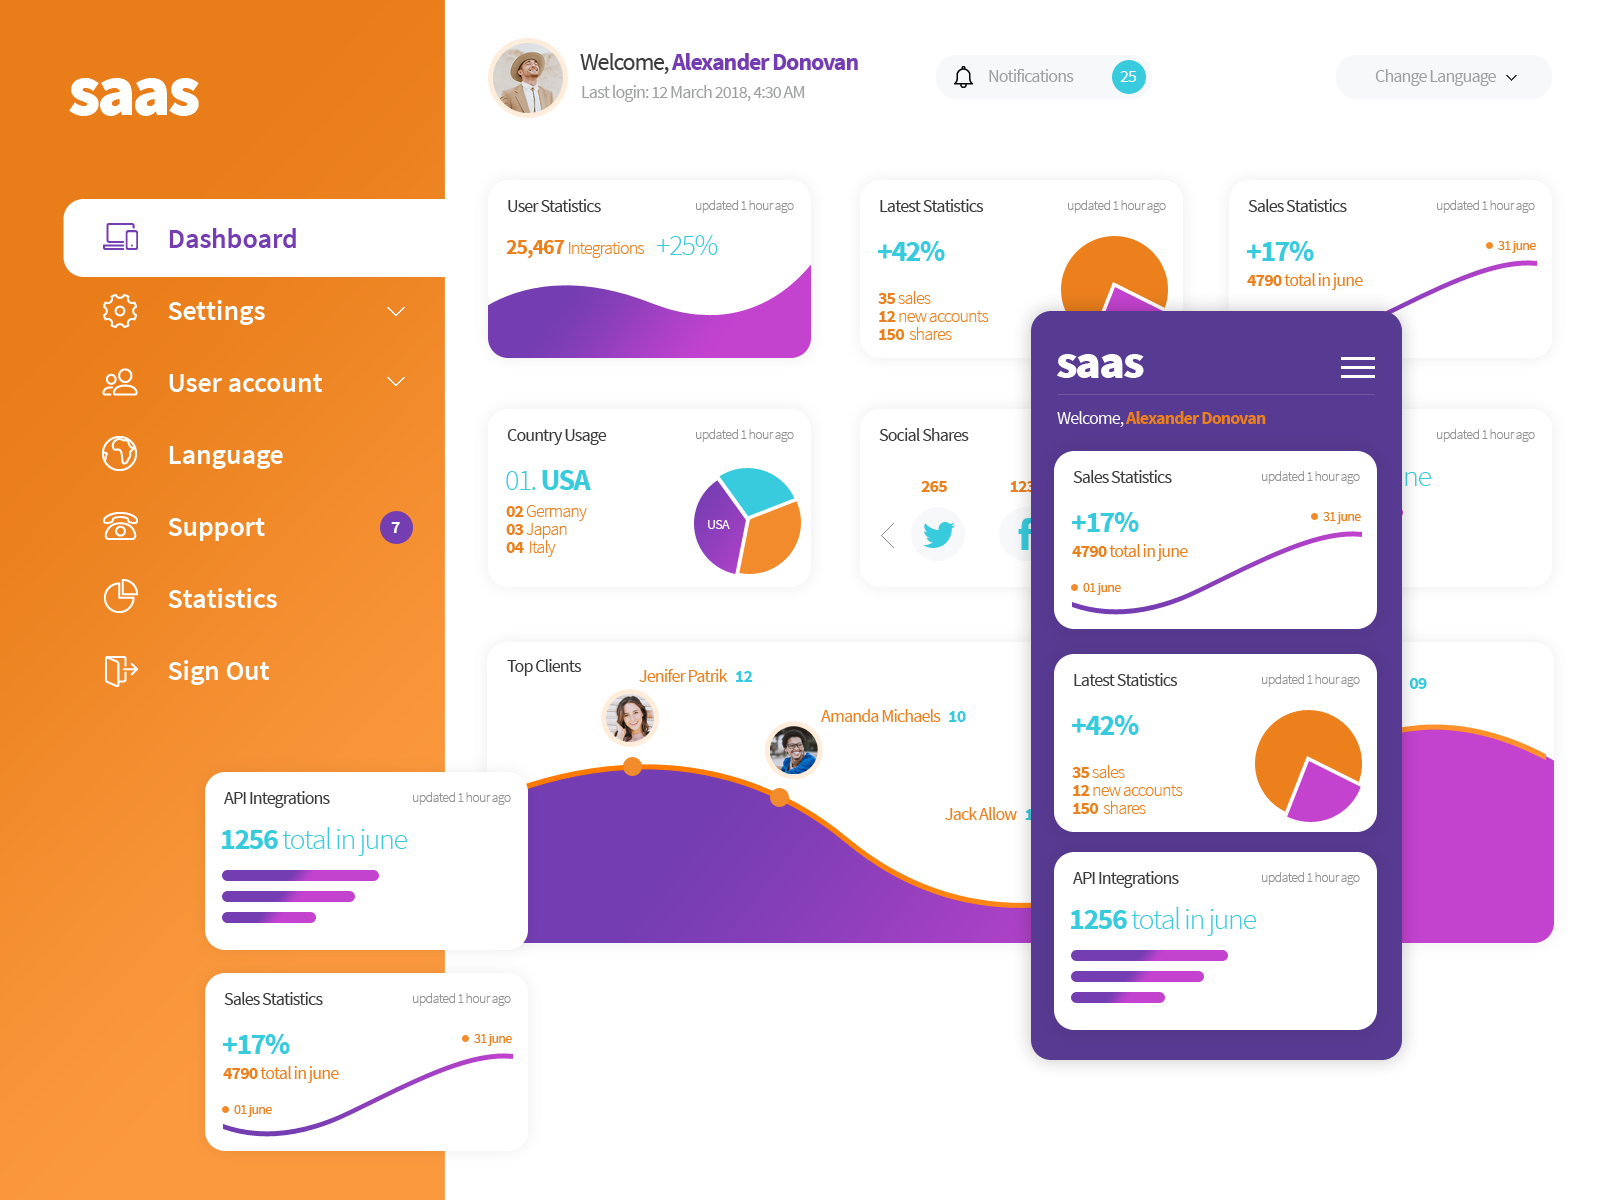 saas
Welcome, Alexander Donovan
Last login: 12 March 2018, 4:30 AM
Notifications
25
Change Language
Dashboard
Settings
User account
Language
Support
7
Statistics
Sign Out
User Statistics
updated 1 hour ago
25,467 Integrations +25%
Latest Statistics
updated 1 hour ago
+42%
35 sales
12 new accounts
150 shares
Sales Statistics
updated 1 hour ago
+17%
31 june
4790 total in june
Country Usage
updated 1 hour ago
01. USA
02 Germany
03 Japan
04 Italy
USA
Social Shares
265
123
updated 1 hour ago
ne
Top Clients
Jenifer Patrik 12
Amanda Michaels 10
Jack Allow 1
09
API Integrations
updated 1 hour ago
1256 total in june
Sales Statistics
updated 1 hour ago
+17%
31 june
4790 total in june
01 june
saas
Welcome, Alexander Donovan
Sales Statistics
updated 1 hour ago
+17%
31 june
4790 total in june
01 june
Latest Statistics
updated 1 hour ago
+42%
35 sales
12 new accounts
150 shares
API Integrations
updated 1 hour ago
1256 total in june